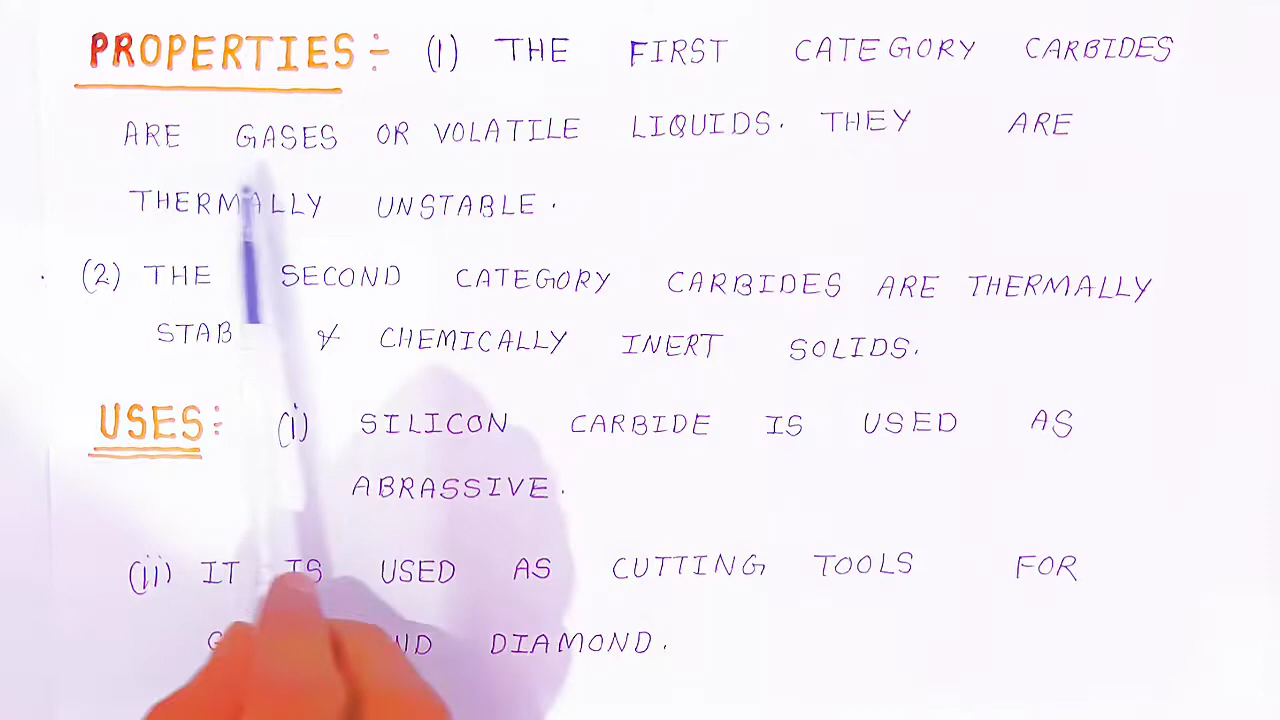 PROPERTIES:- (1) THE FIRST CATEGORY CARBIDES
ARE GASES OR VOLATILE LIQUIDS. THEY ARE
THERMALLY UNSTABLE.
(2) THE SECOND CATEGORY CARBIDES ARE THERMALLY
STAB & CHEMICALLY INERT SOLIDS.
USES: (i) SILICON CARBIDE IS USED AS
ABRASSIVE.
(ii) IT IS USED AS CUTTING TOOLS FOR
DIAMOND.